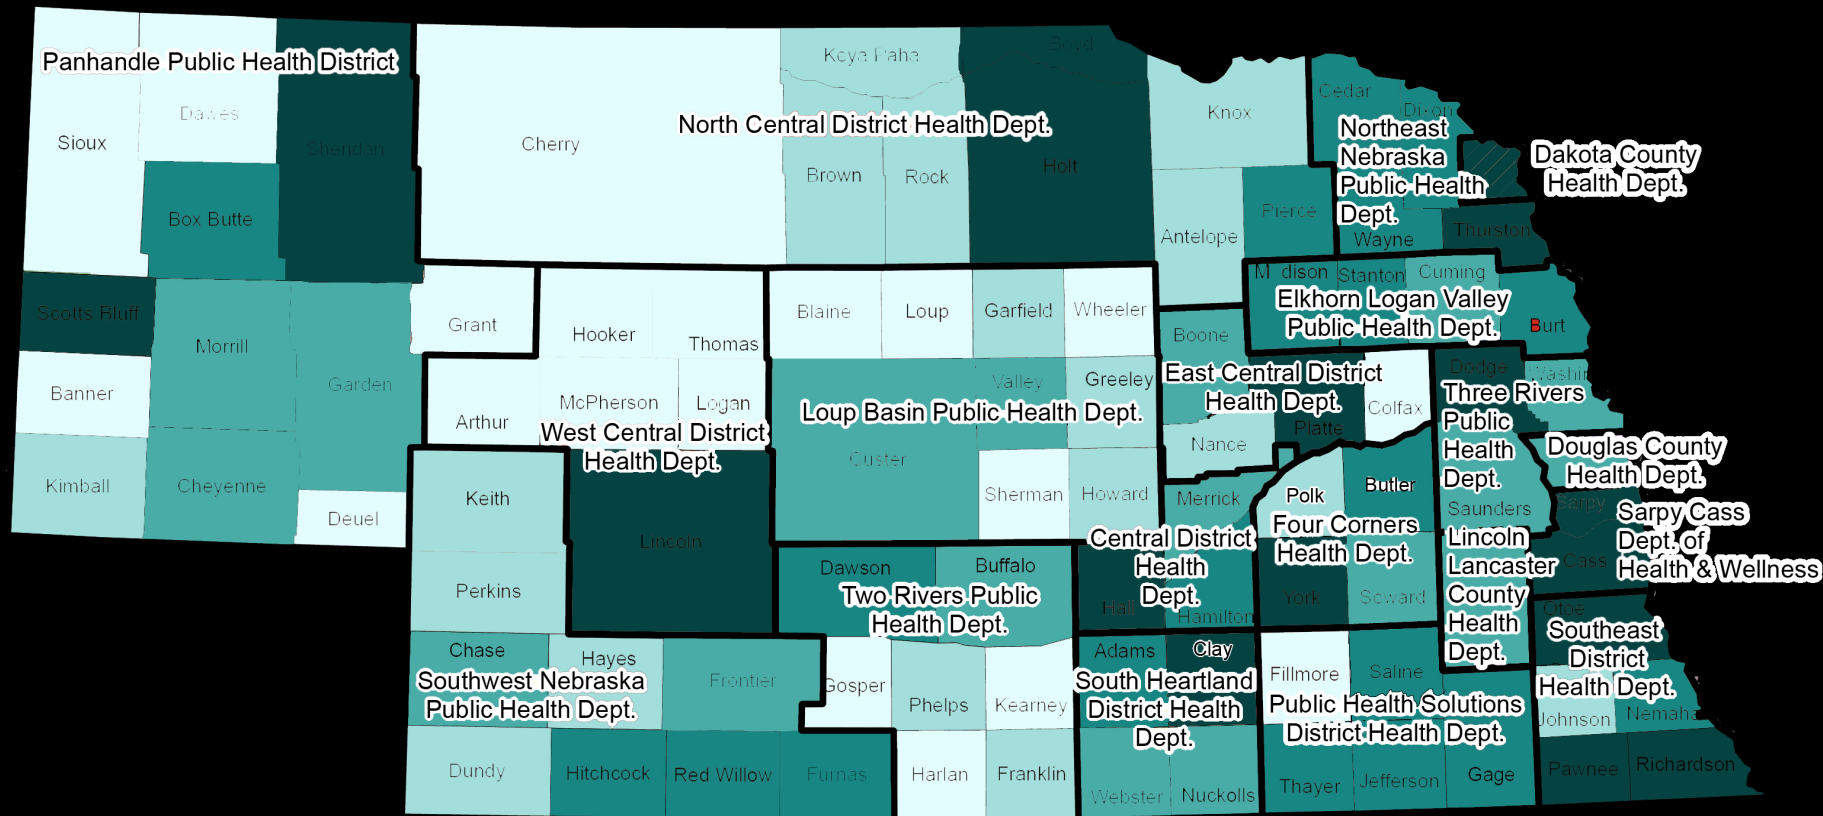 Panhandle Public Health District
Sioux
Dawes
Sheridan
Box Butte
Scotts Bluff
Morrill
Garden
Banner
Kimball
Cheyenne
Deuel
North Central District Health Dept.
Cherry
Keya Paha
Boyd
Brown
Rock
Holt
Knox
Antelope
Pierce
Cedar
Dixon
Northeast
Nebraska
Public Health
Dept.
Wayne
Thurston
Dakota County
Health Dept.
Grant
Hooker
Thomas
Arthur
McPherson
Logan
West Central District
Health Dept.
Keith
Lincoln
Perkins
Blaine
Loup
Garfield
Wheeler
Valley
Greeley
Loup Basin Public Health Dept.
Custer
Sherman
Howard
Madison
Stanton
Cuming
Elkhorn Logan Valley
Public Health Dept.
Burt
Boone
East Central District
Health Dept.
Colfax
Platte
Nance
Dodge
Washin
Three Rivers
Public
Health
Dept.
Saunders
Douglas County
Health Dept.
Sarpy
Sarpy Cass
Dept. of
Health & Wellness
Cass
Merrick
Central District
Health
Dept.
Hall
Hamilton
Polk
Butler
Four Corners
Health Dept.
York
Seward
Lincoln
Lancaster
County
Health
Dept.
Dawson
Buffalo
Two Rivers Public
Health Dept.
Gosper
Phelps
Kearney
Harlan
Franklin
Chase
Hayes
Frontier
Southwest Nebraska
Public Health Dept.
Dundy
Hitchcock
Red Willow
Furnas
Adams
Clay
South Heartland
District Health
Dept.
Webster
Nuckolls
Fillmore
Saline
Public Health Solutions
District Health Dept.
Thayer
Jefferson
Gage
Otoe
Southeast
District
Health Dept.
Johnson
Nemaha
Pawnee
Richardson